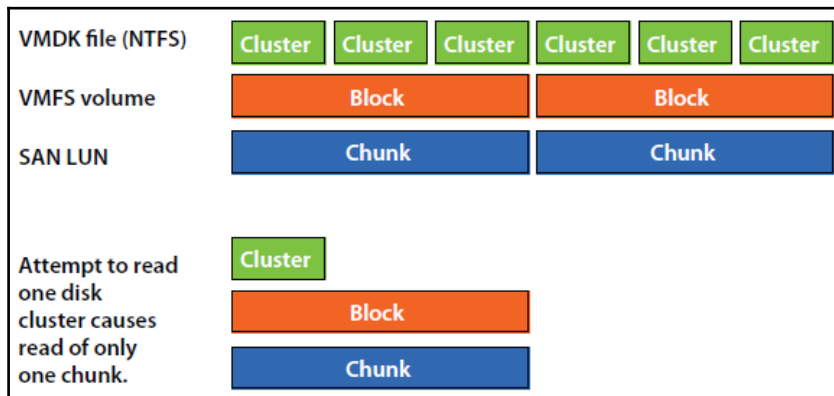 VMDK file (NTFS) Cluster Cluster Cluster Cluster Cluster Cluster
VMFS volume Block Block
SAN LUN Chunk Chunk
Cluster
Attempt to read
one disk
Block
cluster causes
read of only
one chunk.
Chunk